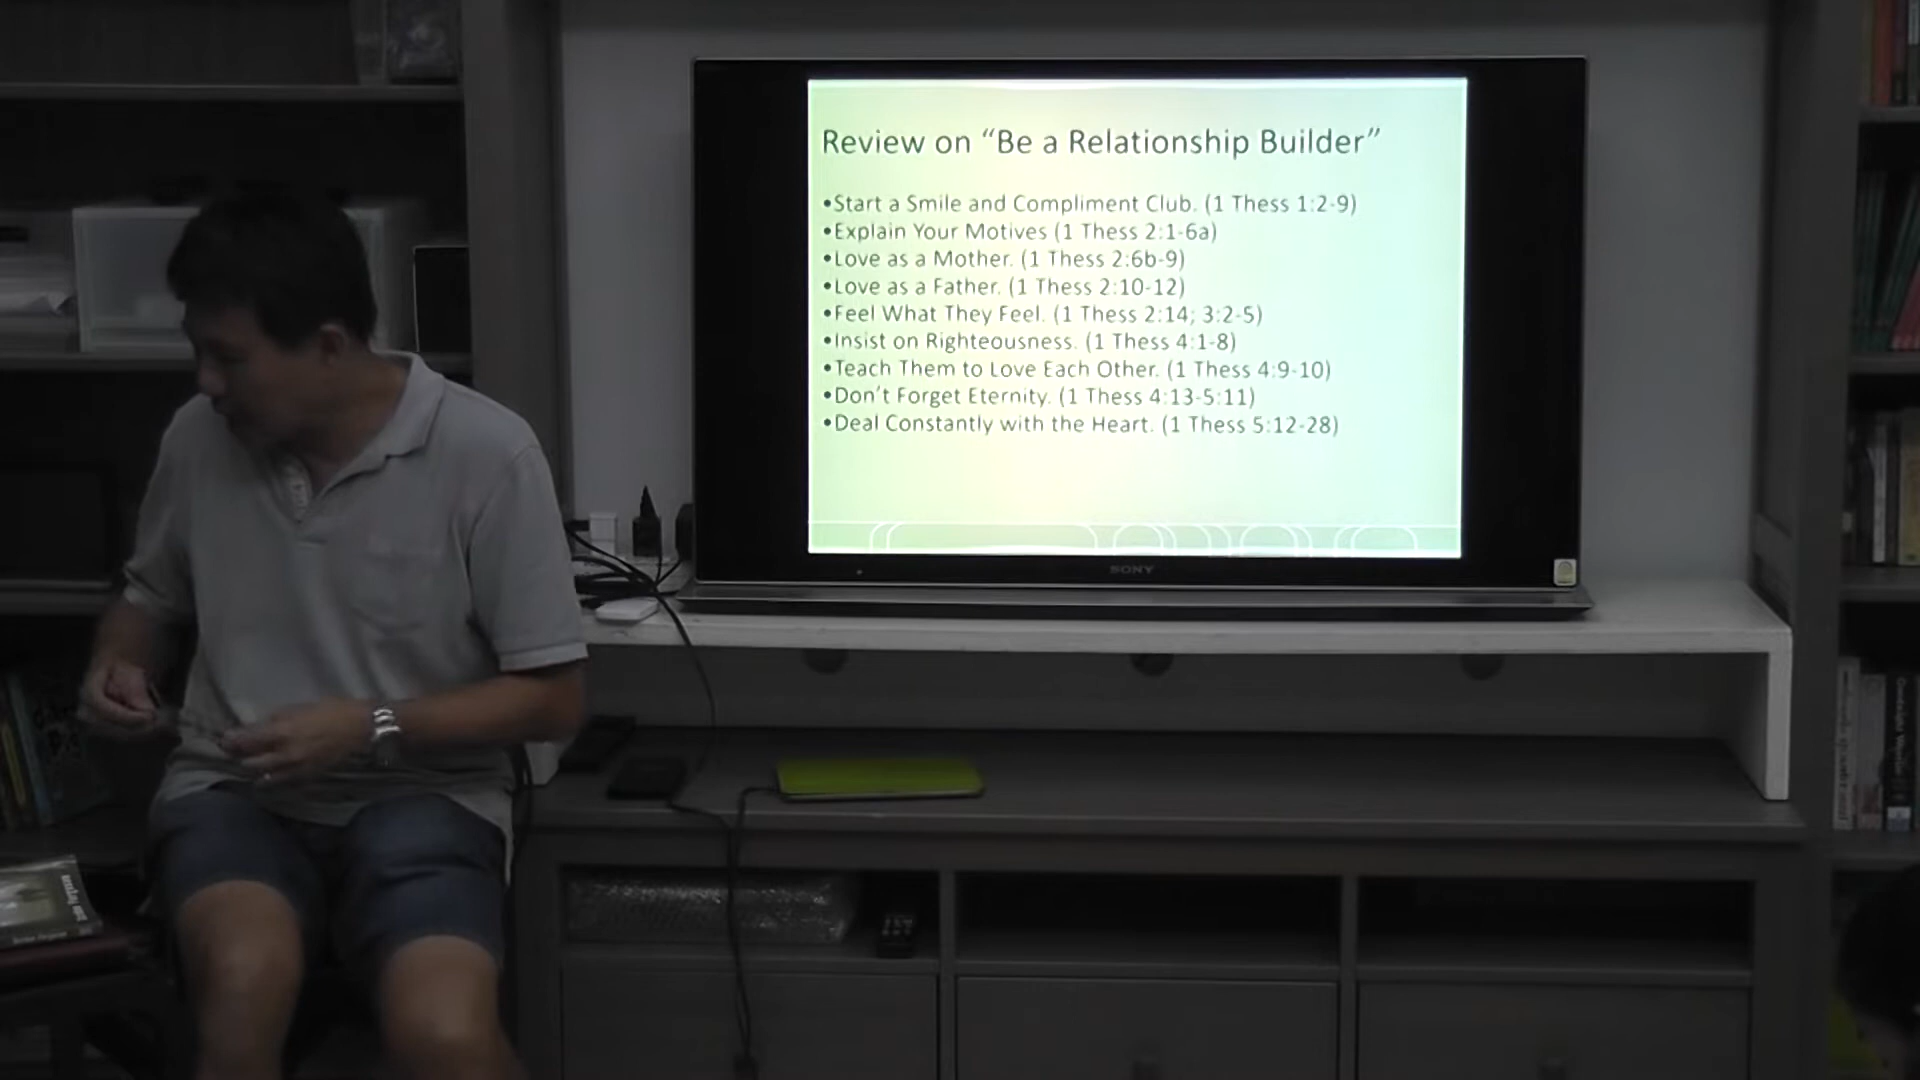 Review on “Be a Relationship Builder”
•Start a Smile and Compliment Club. (1 Thess 1:2-9)
•Explain Your Motives (1 Thess 2:1-6a)
•Love as a Mother. (1 Thess 2:6b-9)
•Love as a Father. (1 Thess 2:10-12)
•Feel What They Feel. (1 Thess 2:14; 3:2-5)
•Insist on Righteousness. (1 Thess 4:1-8)
•Teach Them to Love Each Other. (1 Thess 4:9-10)
•Don’t Forget Eternity. (1 Thess 4:13-5:11)
•Deal Constantly with the Heart. (1 Thess 5:12-28)
SONY